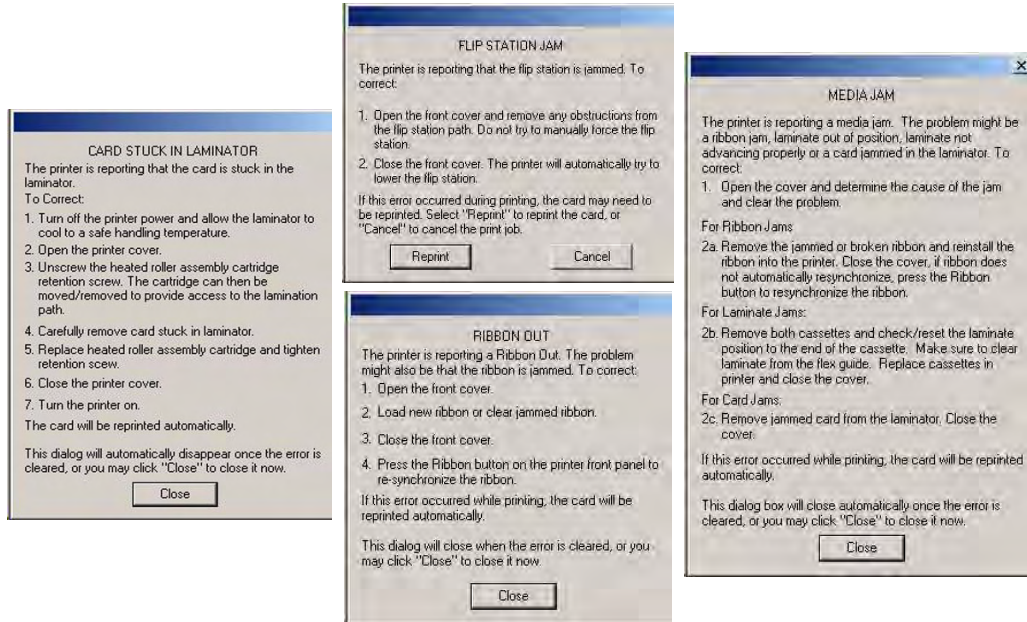 CARD STUCK IN LAMINATOR
The printer is reporting that the card is stuck in the
laminator.
To Correct:
1. Turn off the printer power and allow the laminator to
cool to a safe handling temperature.
2. Open the printer cover.
3. Unscrew the heated roller assembly cartridge
retention screw. The cartridge can then be
moved/removed to provide access to the lamination
path.
4. Carefully remove card stuck in laminator.
5. Replace heated roller assembly cartridge and tighten
retention screw.
6. Close the printer cover.
7. Turn the printer on.
The card will be reprinted automatically.
This dialog will automatically disappear once the error is
cleared, or you may click "Close" to close it now.
Close
FLIP STATION JAM
The printer is reporting that the flip station is jammed. To
correct:
1. Open the front cover and remove any obstructions from
the flip station path. Do not try to manually force the flip
station.
2. Close the front cover. The printer will automatically try to
lower the flip station.
If this error occurred during printing, the card may need to
be reprinted. Select "Reprint" to reprint the card, or
"Cancel" to cancel the print job.
Reprint
Cancel
RIBBON OUT
The printer is reporting a Ribbon Out. The problem
might also be that the ribbon is jammed. To correct:
1. Open the front cover.
2. Load new ribbon or clear jammed ribbon.
3. Close the front cover.
4. Press the Ribbon button on the printer front panel to
re-synchronize the ribbon.
If this error occurred while printing, the card will be
reprinted automatically.
This dialog will close when the error is cleared, or you
may click "Close" to close it now.
Close
MEDIA JAM
The printer is reporting a media jam. The problem might be
a ribbon jam, laminate out of position, laminate not
advancing properly or a card jammed in the laminator. To
correct:
1. Open the cover and determine the cause of the jam
and clear the problem.
For Ribbon Jams
2a. Remove the jammed or broken ribbon and reinstall the
ribbon into the printer. Close the cover, if ribbon does
not automatically resynchronize, press the Ribbon
button to resynchronize the ribbon.
For Laminate Jams:
2b. Remove both cassettes and check/reset the laminate
position to the end of the cassette. Make sure to clear
laminate from the flex guide. Replace cassettes in
printer and close the cover.
For Card Jams:
2c. Remove jammed card from the laminator. Close the
cover.
If this error occurred while printing, the card will be reprinted
automatically.
This dialog box will close automatically once the error is
cleared, or you may click "Close" to close it now.
Close